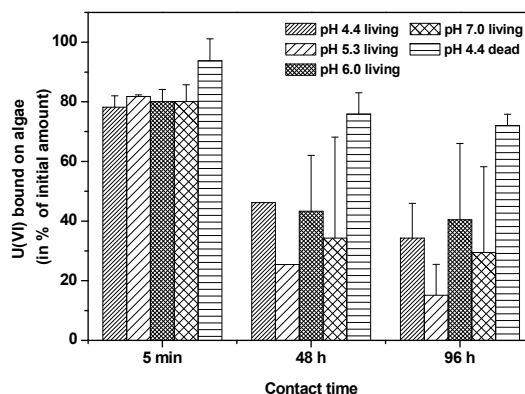 pH 4.4 living
pH 7.0 living
pH 5.3 living
pH 4.4 dead
pH 6.0 living
U(VI) bound on algae
(in % of initial amount)
100
80
60
40
20
0
5 min
48 h
96 h
Contact time